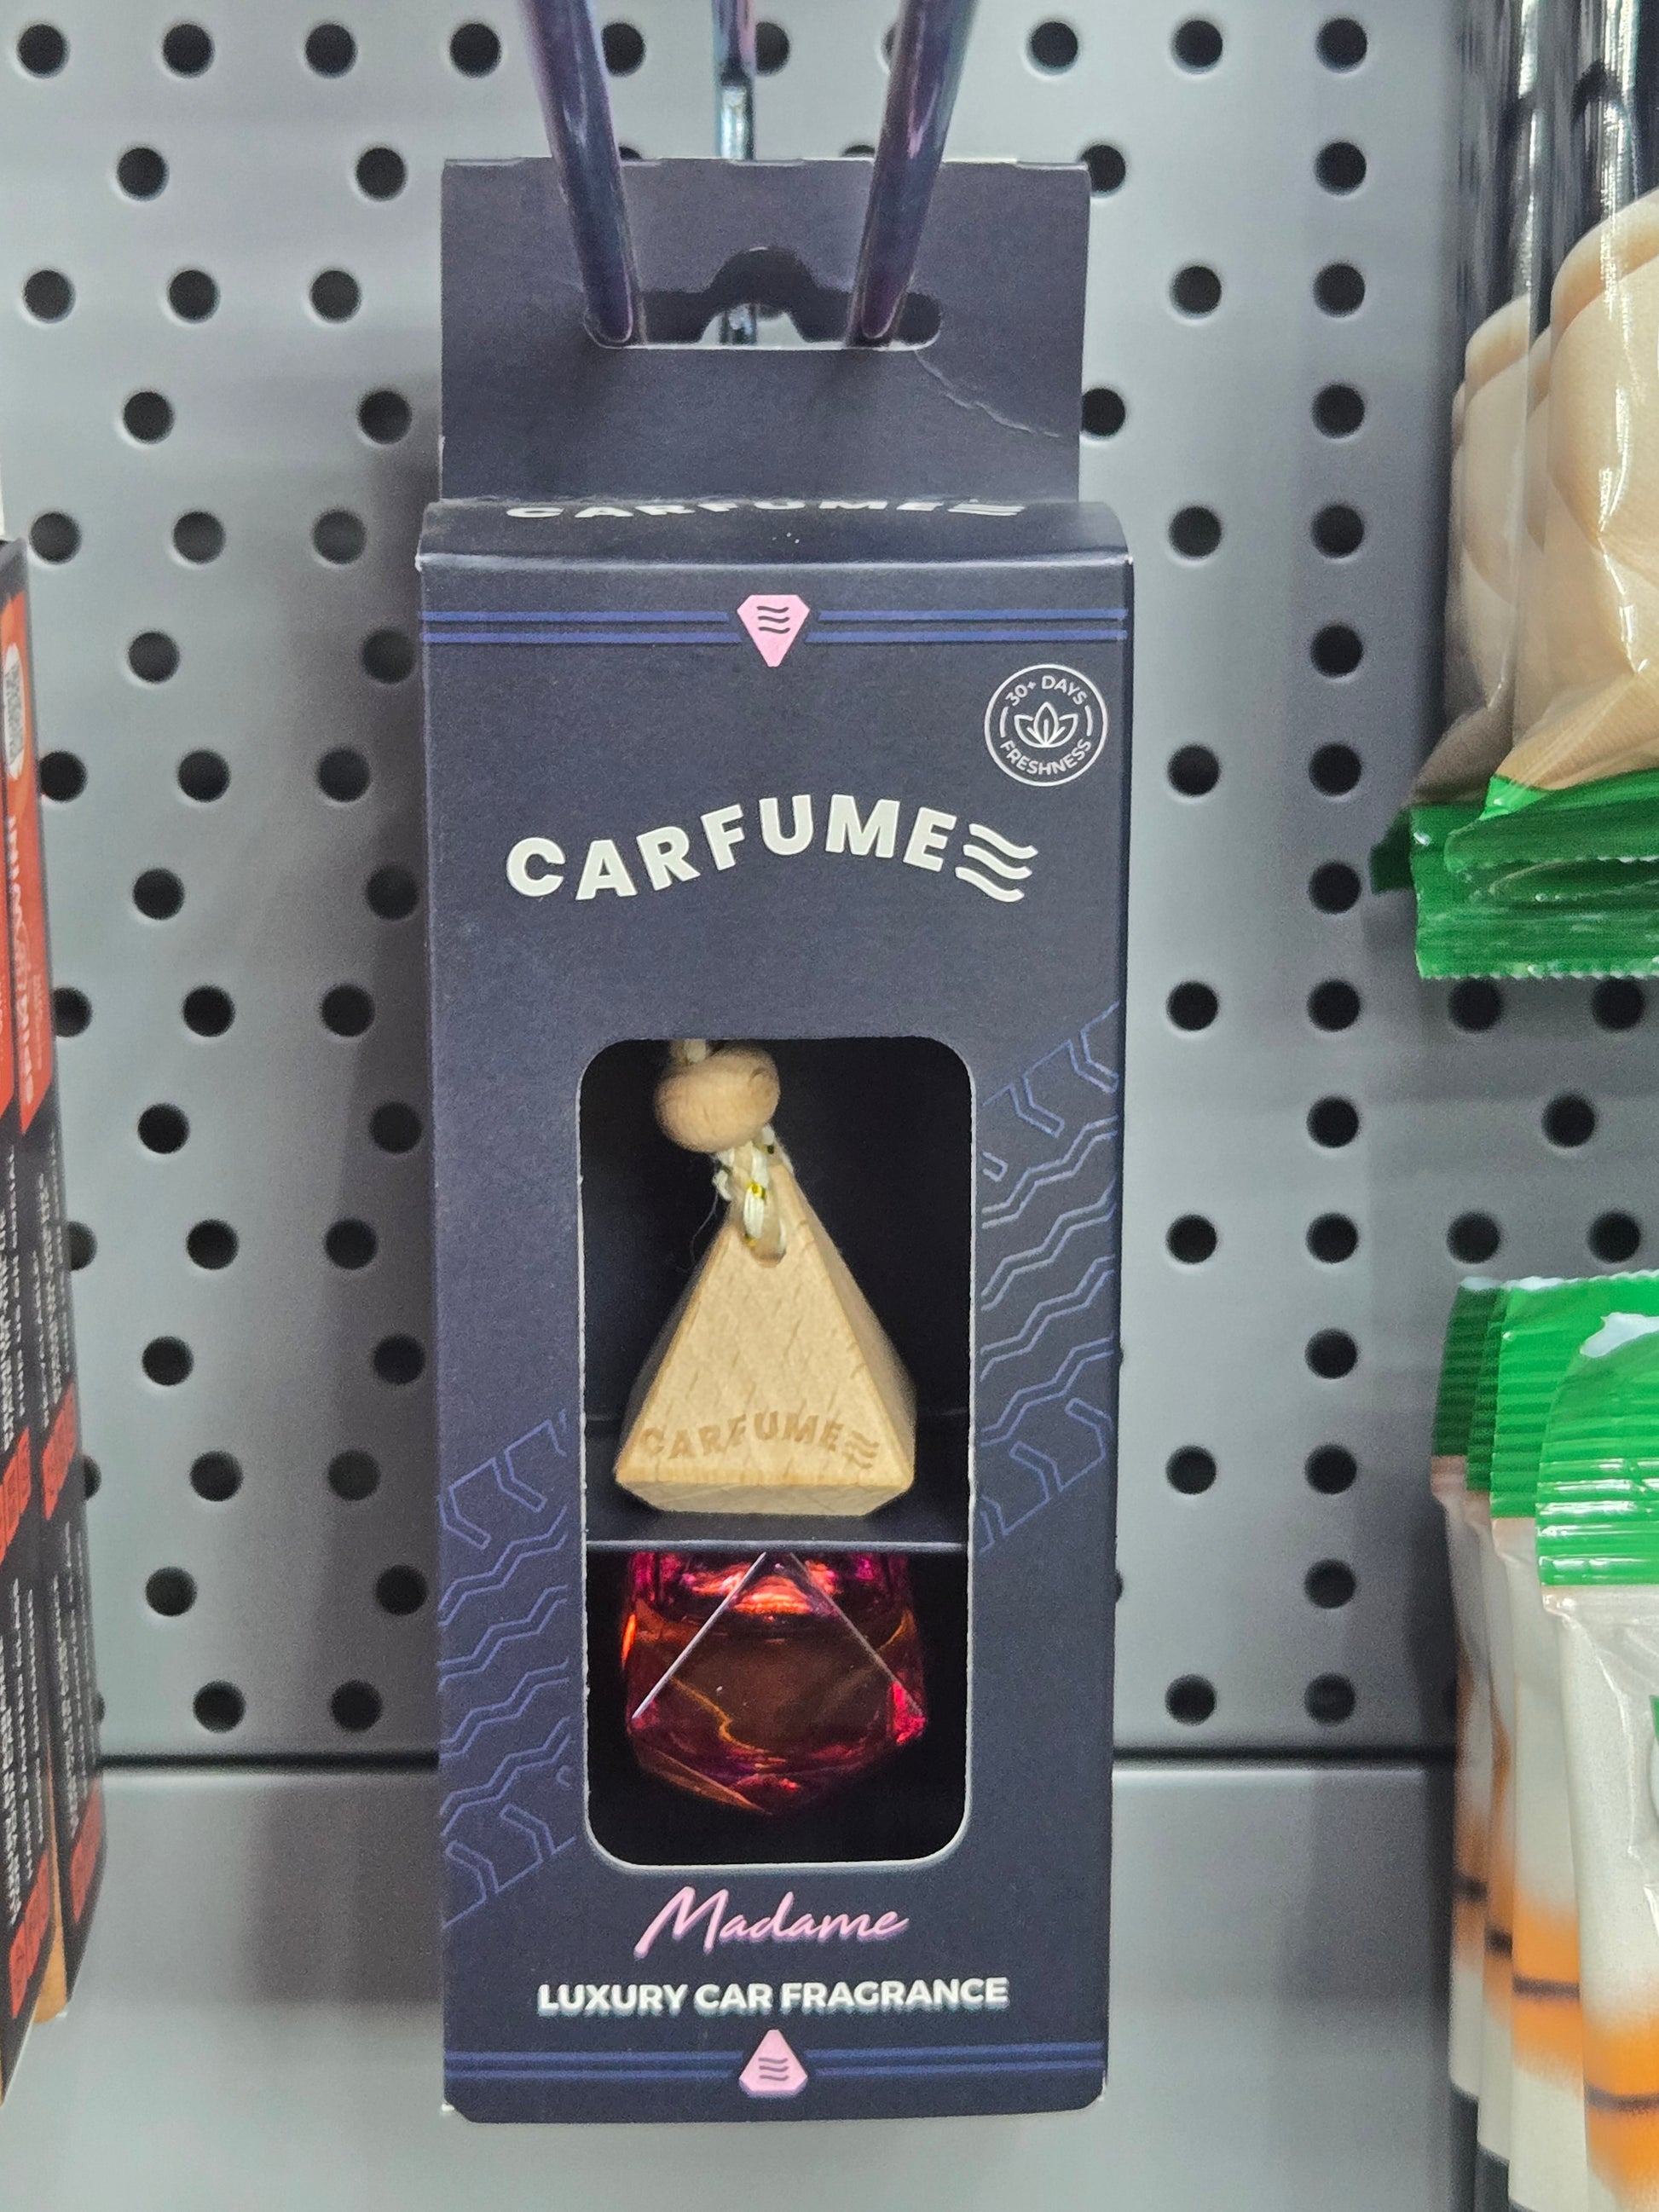 CARFUME
30+ DAYS
FRESHNESS
CARFUME
CARFUME
Madame
LUXURY CAR FRAGRANCE